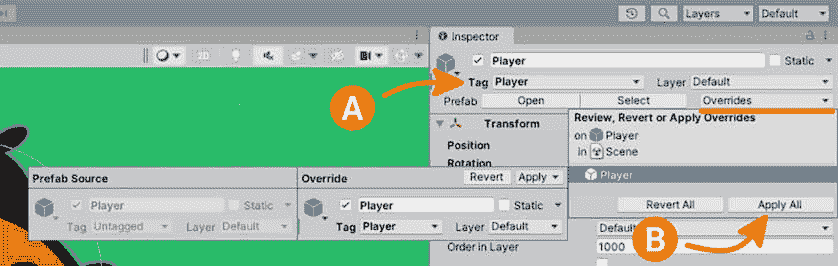 Layers Default
Inspector
2D
Player Static
Tag Player Layer Default
A
Prefab Open Select Overrides
Review, Revert or Apply Overrides
Transform
on Player
Position
in Scene
Rotation
Prefab Source Override Revert Apply
Player
Player Static Player Static
Revert All Apply All
Tag Untagged Layer Default Tag Player Layer Default
Default
B
Order in Layer 1000